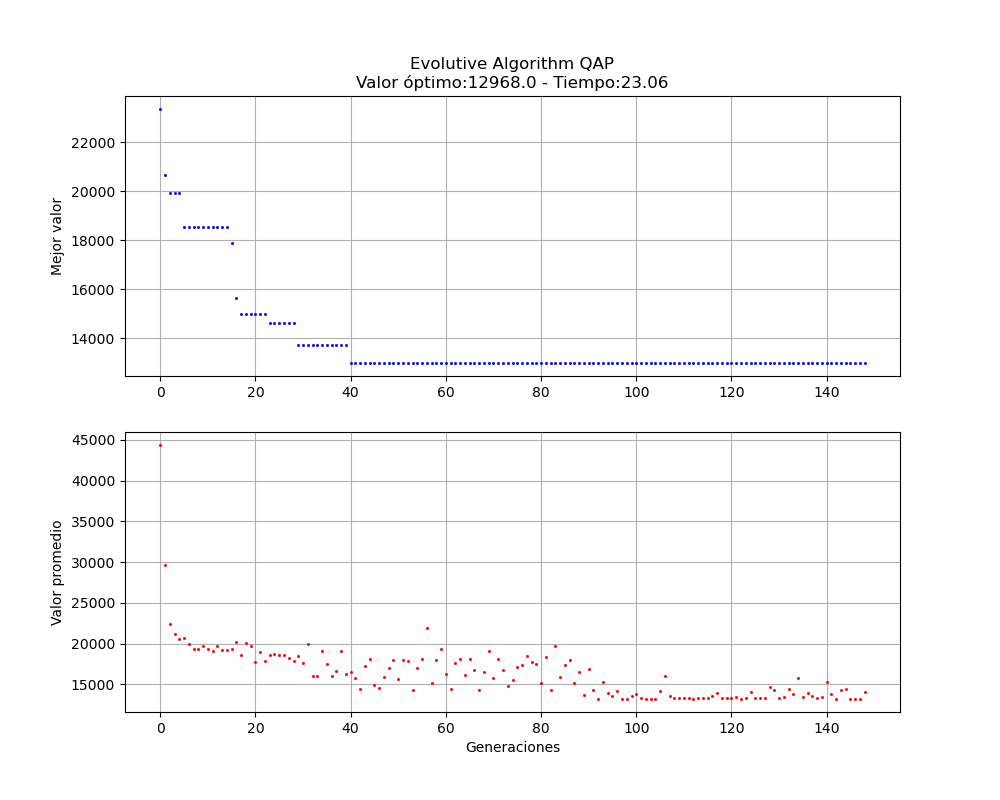 Evolutive Algorithm QAP
Valor óptimo:12968.0 - Tiempo:23.06
Mejor valor
22000
20000
18000
16000
14000
0 20 40 60 80 100 120 140
Valor promedio
45000
40000
35000
30000
25000
20000
15000
0 20 40 60 80 100 120 140
Generaciones